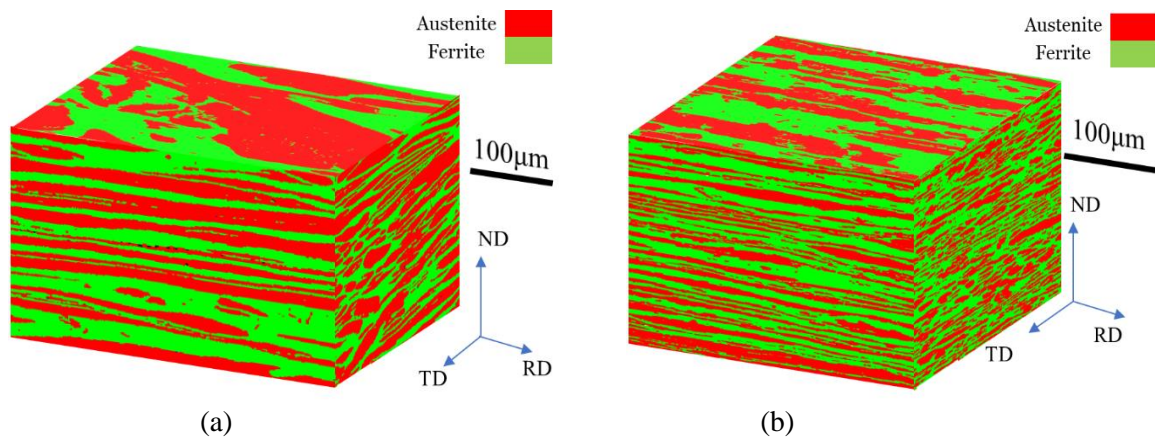 Austenite
Ferrite
100μm
ND
TD
RD
(a)
Austenite
Ferrite
100μm
ND
TD
RD
(b)